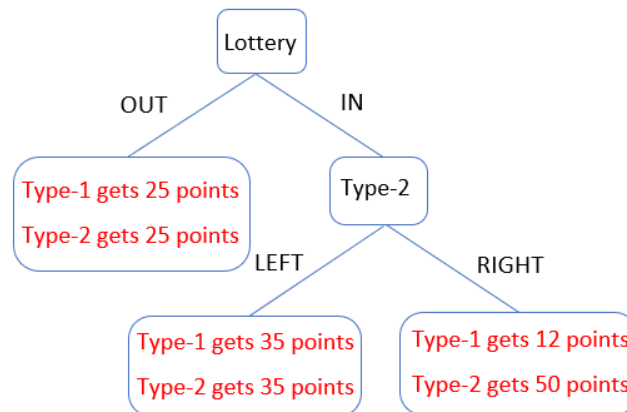 Lottery
OUT
IN
Type-1 gets 25 points
Type-2 gets 25 points
Type-2
LEFT
RIGHT
Type-1 gets 35 points
Type-2 gets 35 points
Type-1 gets 12 points
Type-2 gets 50 points